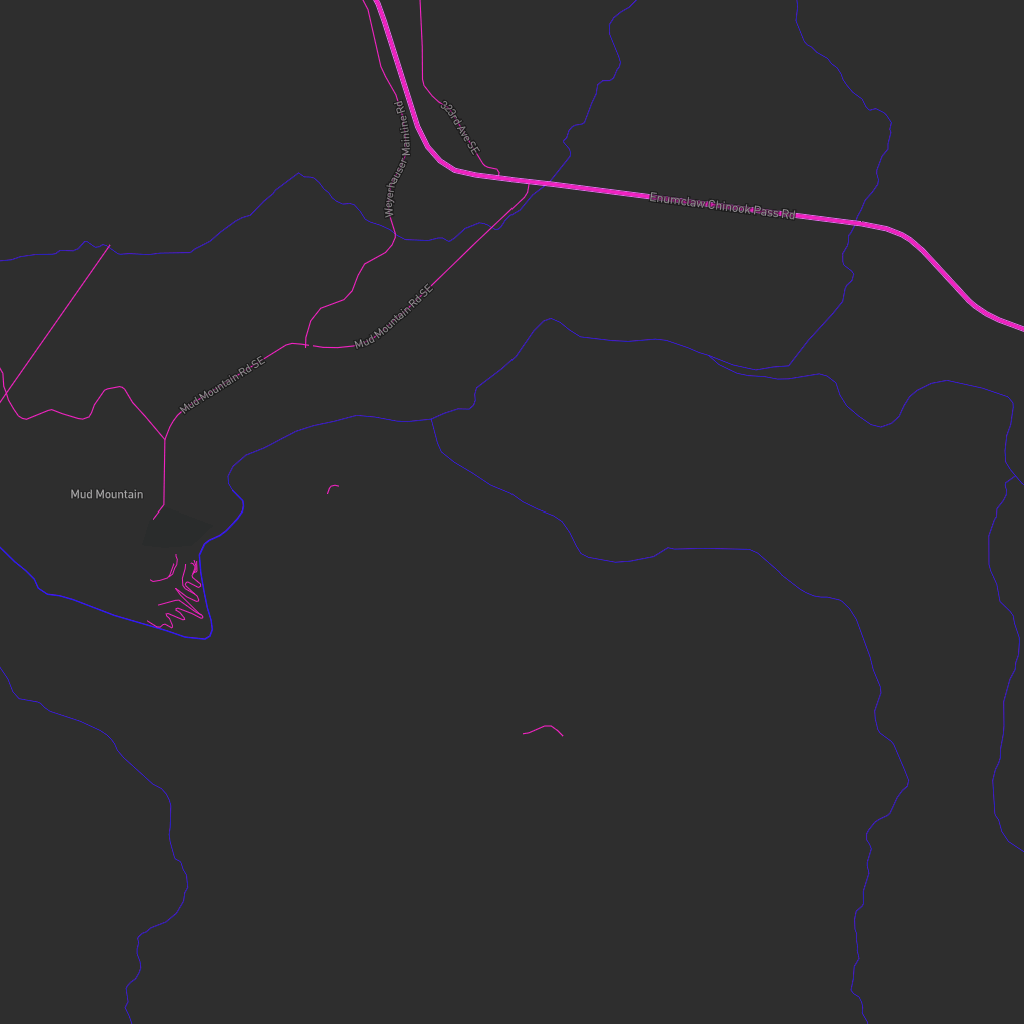 Weyerhauser Mainline Rd
323rd Ave SE
Enumclaw Chinook Pass Rd
Mud Mountain Rd SE
Mud Mountain Rd SE
Mud Mountain